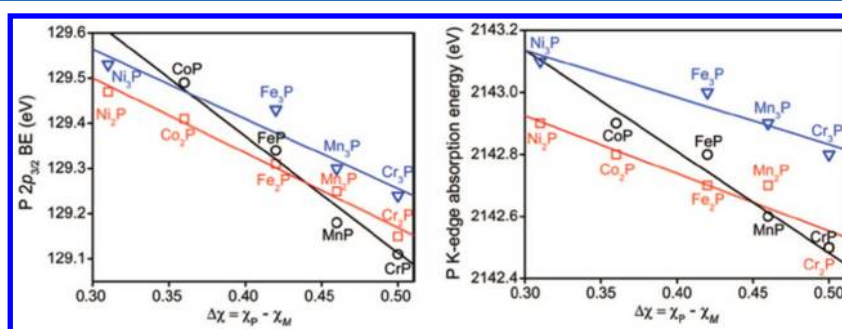 129.6
129.5
129.4
129.3
129.2
129.1
P 2p₃/₂ BE (eV)
Ni₃P
Ni₂P
CoP
Co₂P
Fe₃P
FeP
Fe₂P
Mn₃P
Mn₂P
MnP
Cr₃P
Cr₂P
CrP
0.30 0.35 0.40 0.45 0.50
Δχ = χP - χM
2143.2
2143.0
2142.8
2142.6
2142.4
P K-edge absorption energy (eV)
Ni₃P
Ni₂P
CoP
Co₂P
Fe₃P
FeP
Fe₂P
Mn₃P
Mn₂P
MnP
Cr₃P
CrP
Cr₂P
0.30 0.35 0.40 0.45 0.50
Δχ = χP - χM